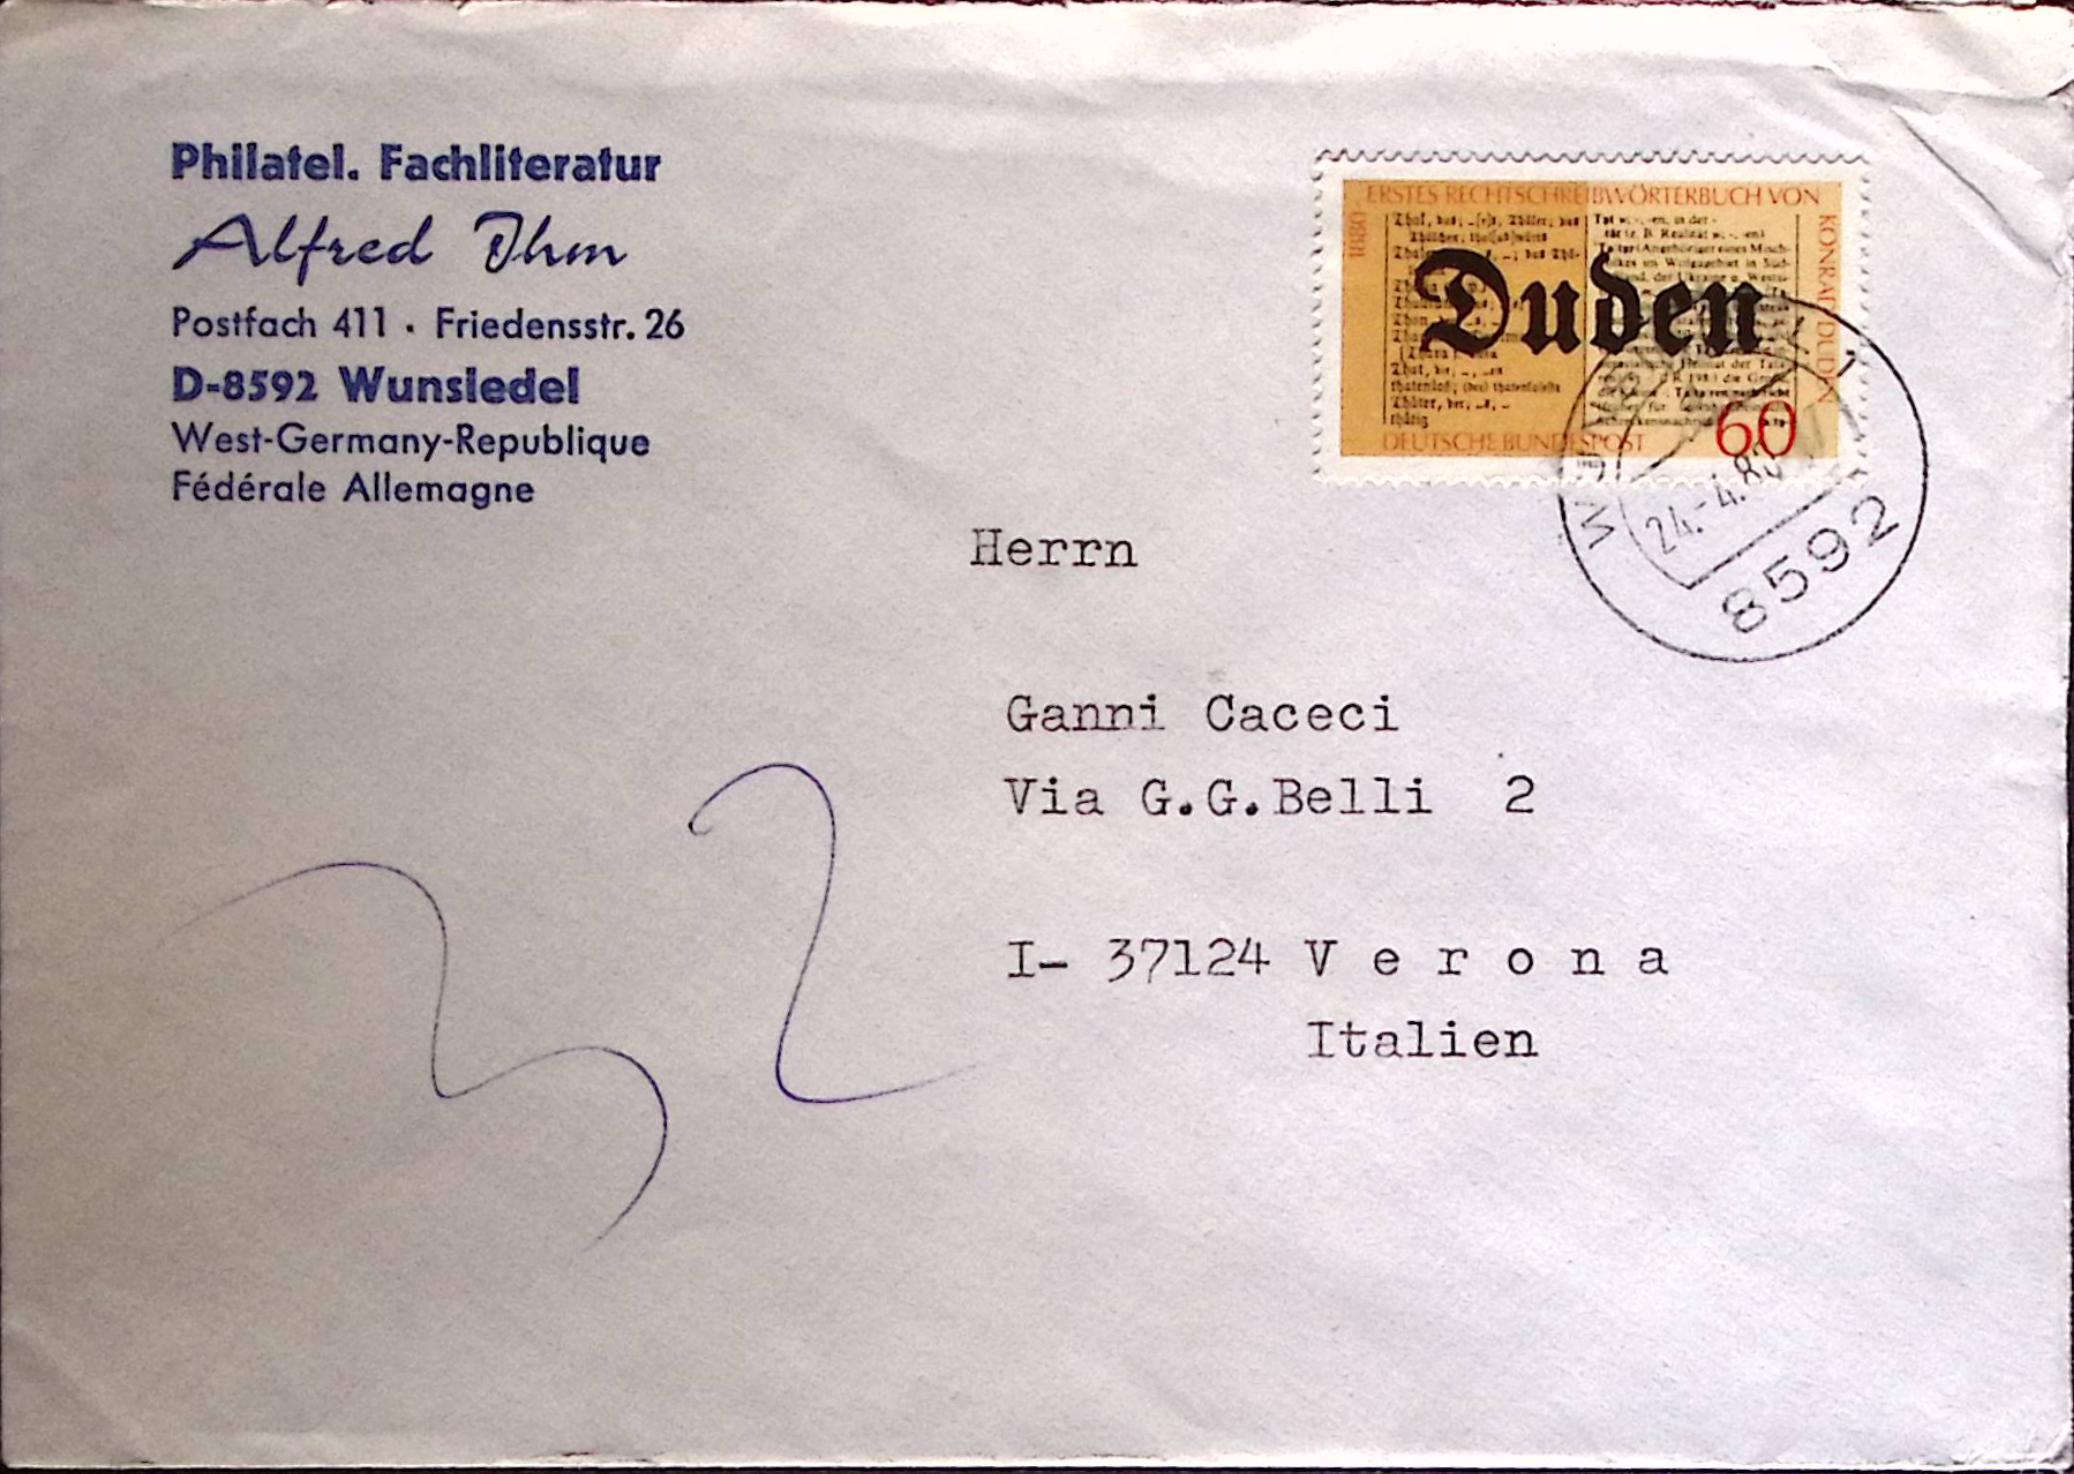 Philatel. Fachliteratur
Alfred Ihm
Postfach 411 · Friedensstr. 26
D-8592 Wunsiedel
West-Germany-Republique
Fédérale Allemagne
ERSTES RECHTSCHREIBWÖRTERBUCH VON
KONRAD DUDEN
1880
Duden
60
DEUTSCHE BUNDESPOST
24.-4.80
8592
Herrn
Ganni Caceci
Via G.G.Belli 2
I- 37124 V e r o n a
Italien
32